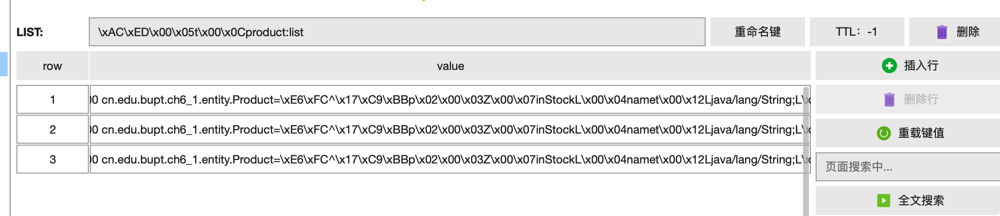 LIST: \xAC\xED\x00\x05t\x00\x0Cproduct:list 重命名键 TTL：-1 删除
row value 插入行
1 00 cn.edu.bupt.ch6_1.entity.Product=\xE6\xFC^\x17\xC9\xBBp\x02\x00\x03Z\x00\x07inStockL\x00\x04namet\x00\x12Ljava/lang/String;L\x 删除行
2 00 cn.edu.bupt.ch6_1.entity.Product=\xE6\xFC^\x17\xC9\xBBp\x02\x00\x03Z\x00\x07inStockL\x00\x04namet\x00\x12Ljava/lang/String;L\x 重载键值
3 00 cn.edu.bupt.ch6_1.entity.Product=\xE6\xFC^\x17\xC9\xBBp\x02\x00\x03Z\x00\x07inStockL\x00\x04namet\x00\x12Ljava/lang/String;L\x 页面搜索中...
全文搜索